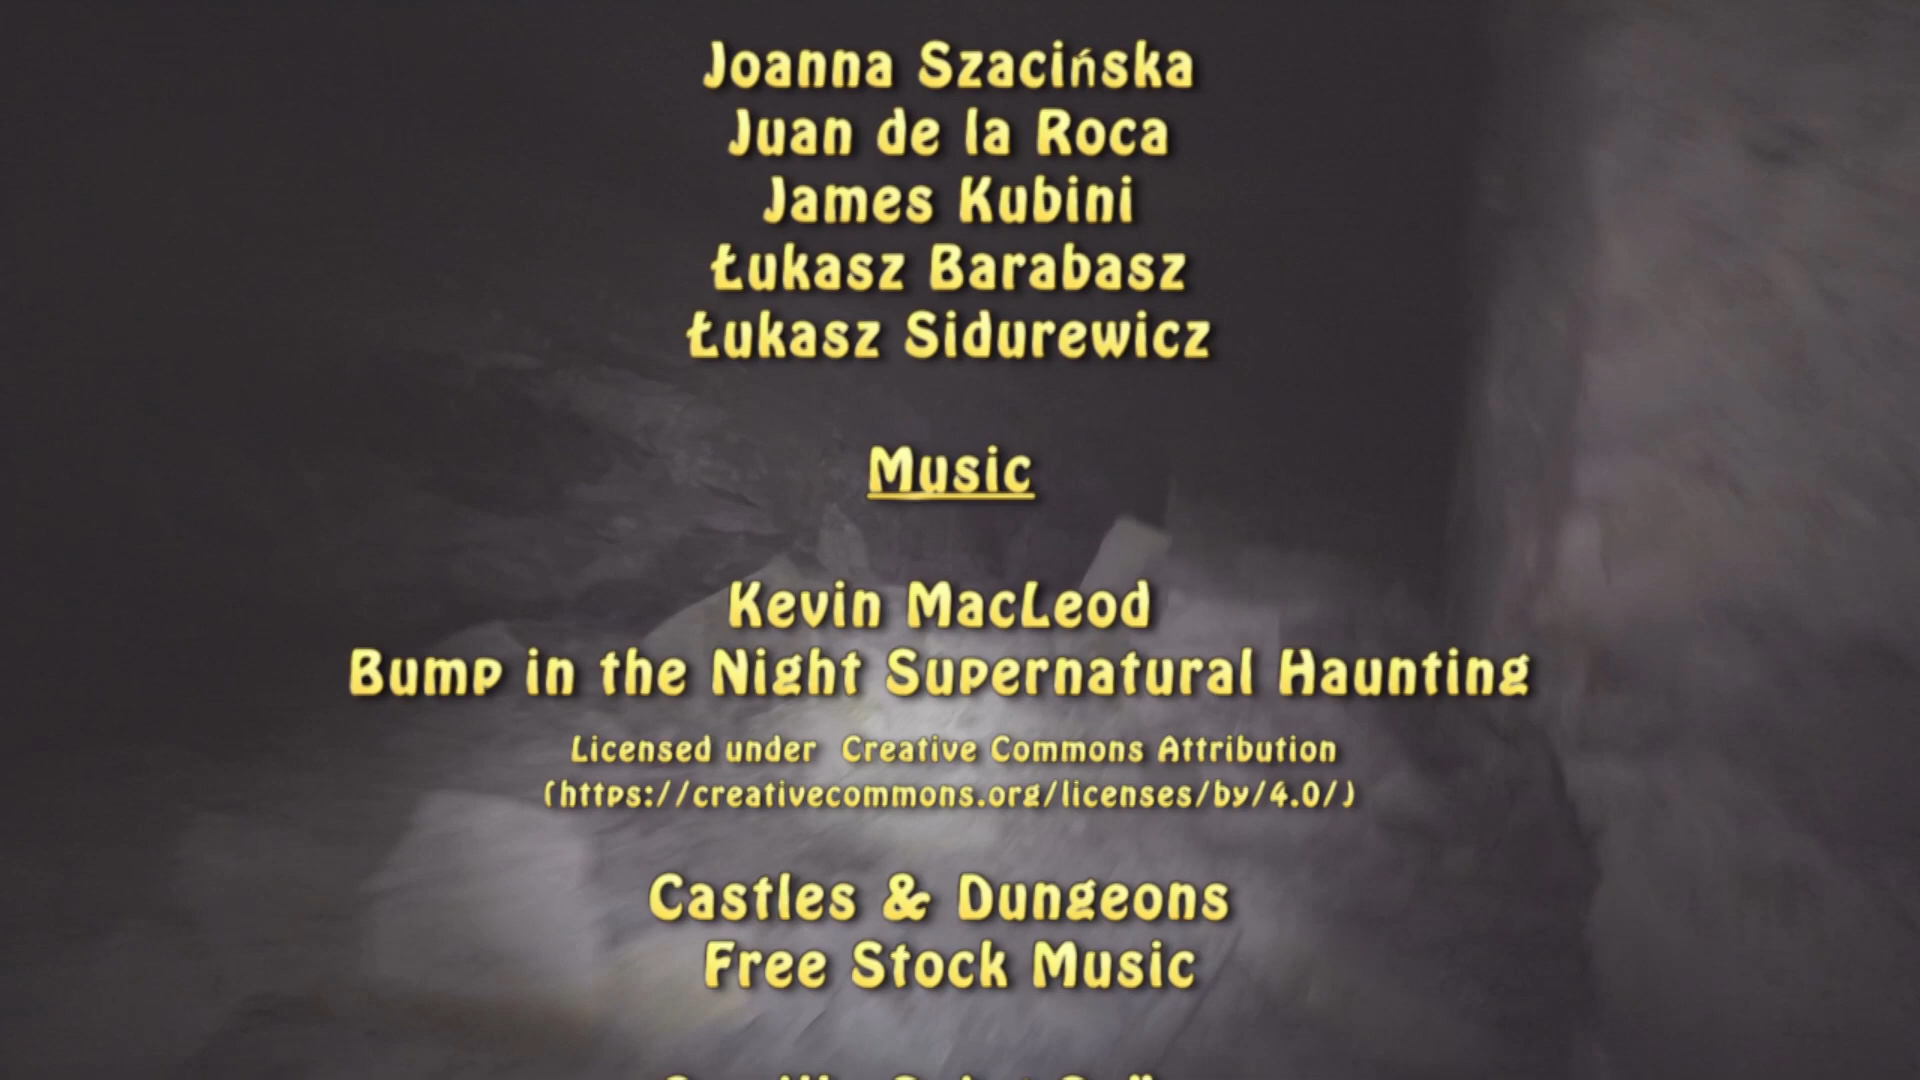 Joanna Szacińska
Juan de la Roca
James Kubini
Łukasz Barabasz
Łukasz Sidurewicz
Music
Kevin MacLeod
Bump in the Night Supernatural Haunting
Licensed under  Creative Commons Attribution
(https://creativecommons.org/licenses/by/4.0/)
Castles & Dungeons
Free Stock Music